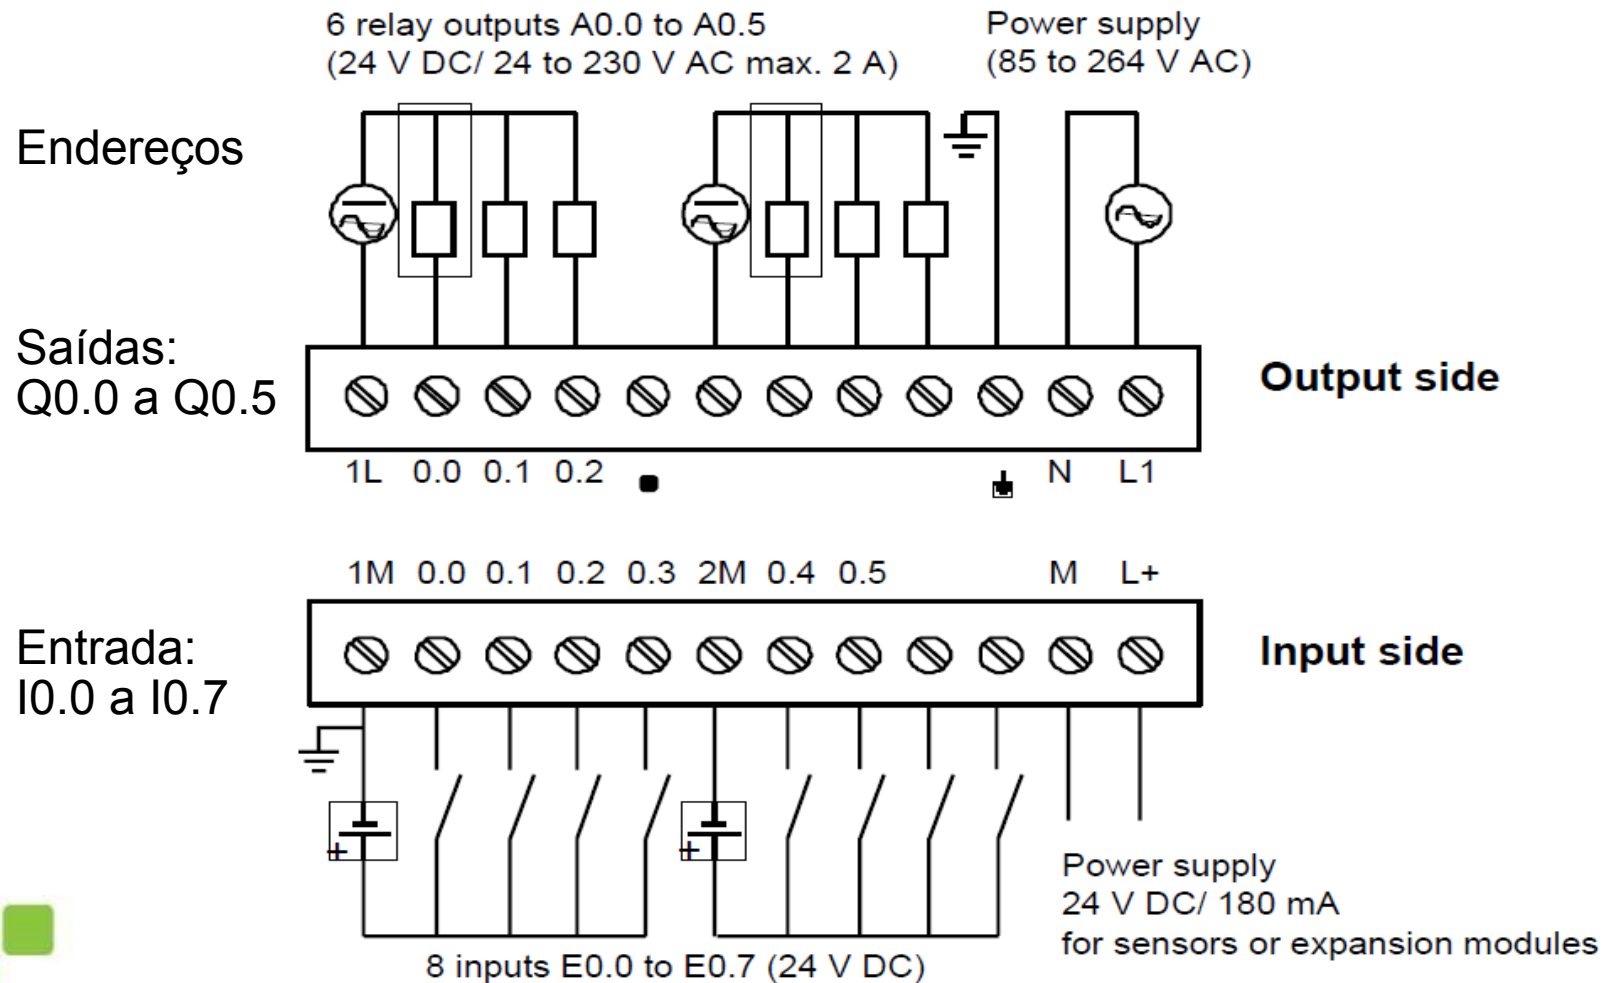 6 relay outputs A0.0 to A0.5
(24 V DC/ 24 to 230 V AC max. 2 A)
Power supply
(85 to 264 V AC)
Endereços
Saídas:
Q0.0 a Q0.5
Output side
1L 0.0 0.1 0.2 N L1
1M 0.0 0.1 0.2 0.3 2M 0.4 0.5 M L+
Entrada:
I0.0 a I0.7
Input side
+ +
Power supply
24 V DC/ 180 mA
for sensors or expansion modules
8 inputs E0.0 to E0.7 (24 V DC)